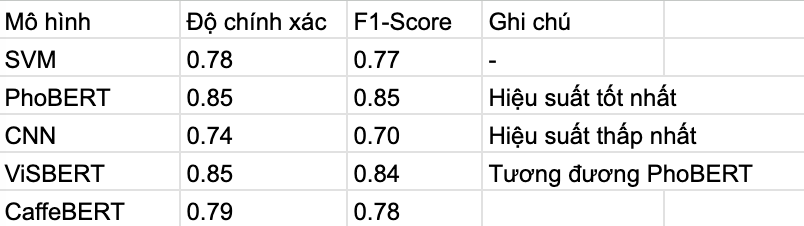 Mô hình Độ chính xác F1-Score Ghi chú
SVM 0.78 0.77 -
PhoBERT 0.85 0.85 Hiệu suất tốt nhất
CNN 0.74 0.70 Hiệu suất thấp nhất
ViSBERT 0.85 0.84 Tương đương PhoBERT
CaffeBERT 0.79 0.78